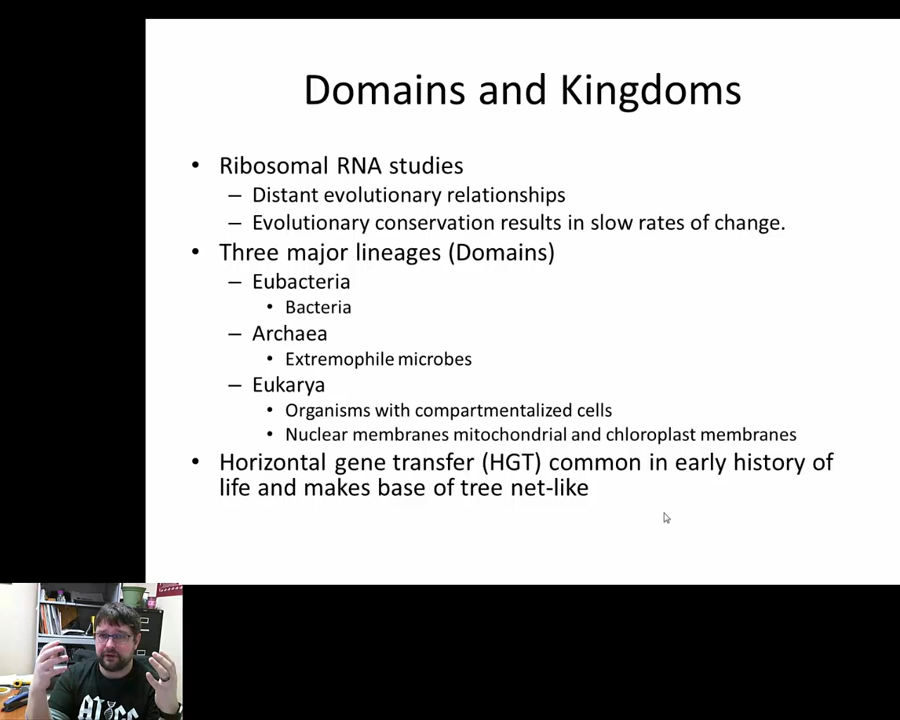 Domains and Kingdoms
• Ribosomal RNA studies
– Distant evolutionary relationships
– Evolutionary conservation results in slow rates of change.
• Three major lineages (Domains)
– Eubacteria
• Bacteria
– Archaea
• Extremophile microbes
– Eukarya
• Organisms with compartmentalized cells
• Nuclear membranes mitochondrial and chloroplast membranes
• Horizontal gene transfer (HGT) common in early history of
life and makes base of tree net-like